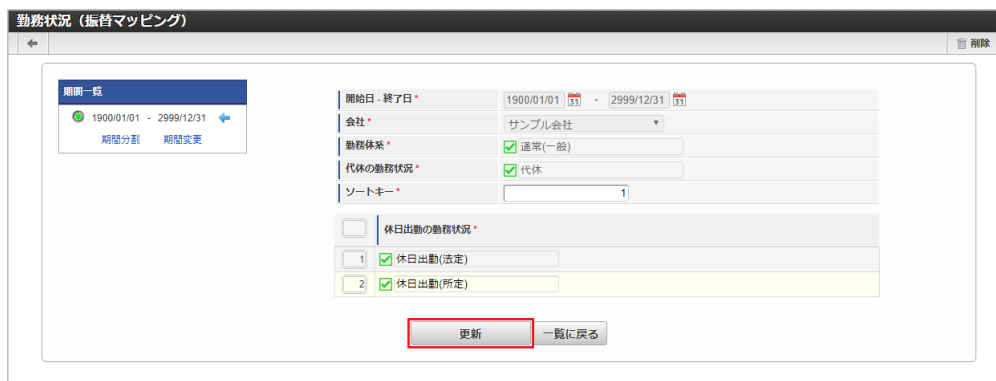 勤務状況（振替マッピング）
削除
期間一覧
1900/01/01 - 2999/12/31
期間分割 期間変更
開始日 - 終了日 * 1900/01/01 31 - 2999/12/31 31
会社 * サンプル会社
勤務体系 * 通常(一般)
代休の勤務状況 * 代休
ソートキー * 1
休日出勤の勤務状況 *
1 休日出勤(法定)
2 休日出勤(所定)
更新 一覧に戻る